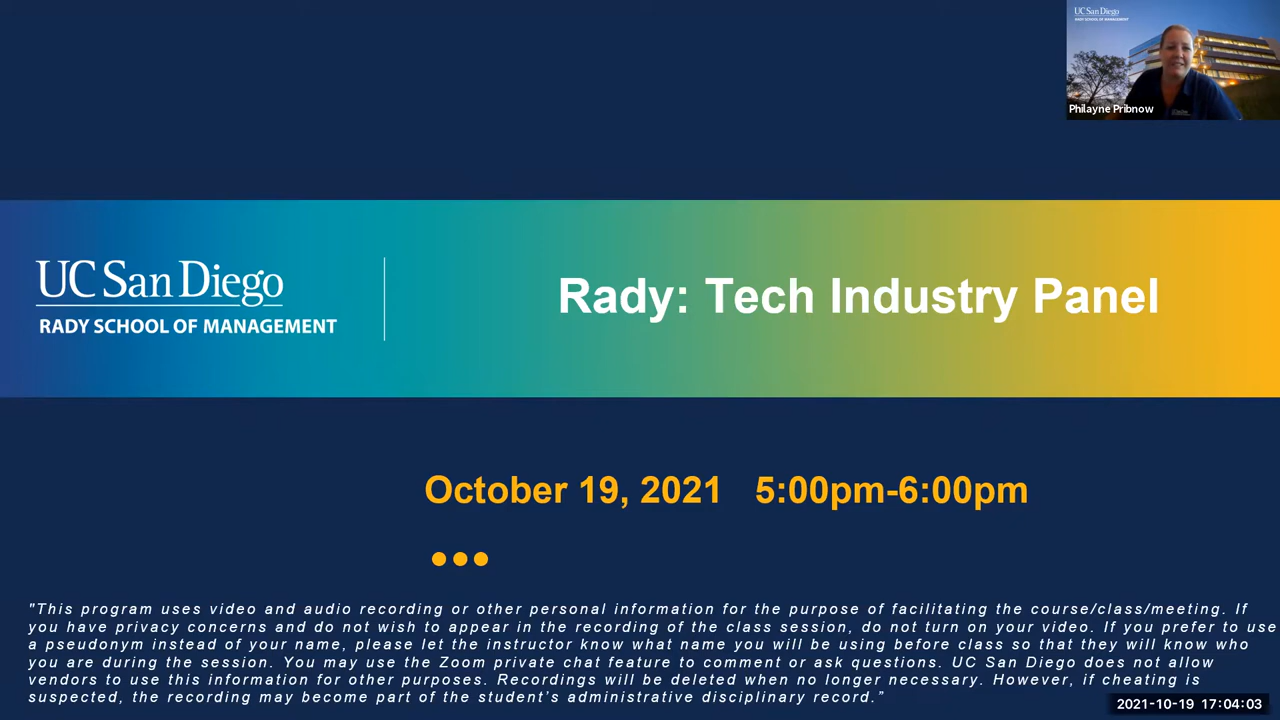 UC San Diego
RADY SCHOOL OF MANAGEMENT
Philayne Pribnow
UC San Diego
RADY SCHOOL OF MANAGEMENT
Rady: Tech Industry Panel
October 19, 2021 5:00pm-6:00pm
"This program uses video and audio recording or other personal information for the purpose of facilitating the course/class/meeting. If
you have privacy concerns and do not wish to appear in the recording of the class session, do not turn on your video. If you prefer to use
a pseudonym instead of your name, please let the instructor know what name you will be using before class so that they will know who
you are during the session. You may use the Zoom private chat feature to comment or ask questions. UC San Diego does not allow
vendors to use this information for other purposes. Recordings will be deleted when no longer necessary. However, if cheating is
suspected, the recording may become part of the student's administrative disciplinary record.”
2021-10-19 17:04:03